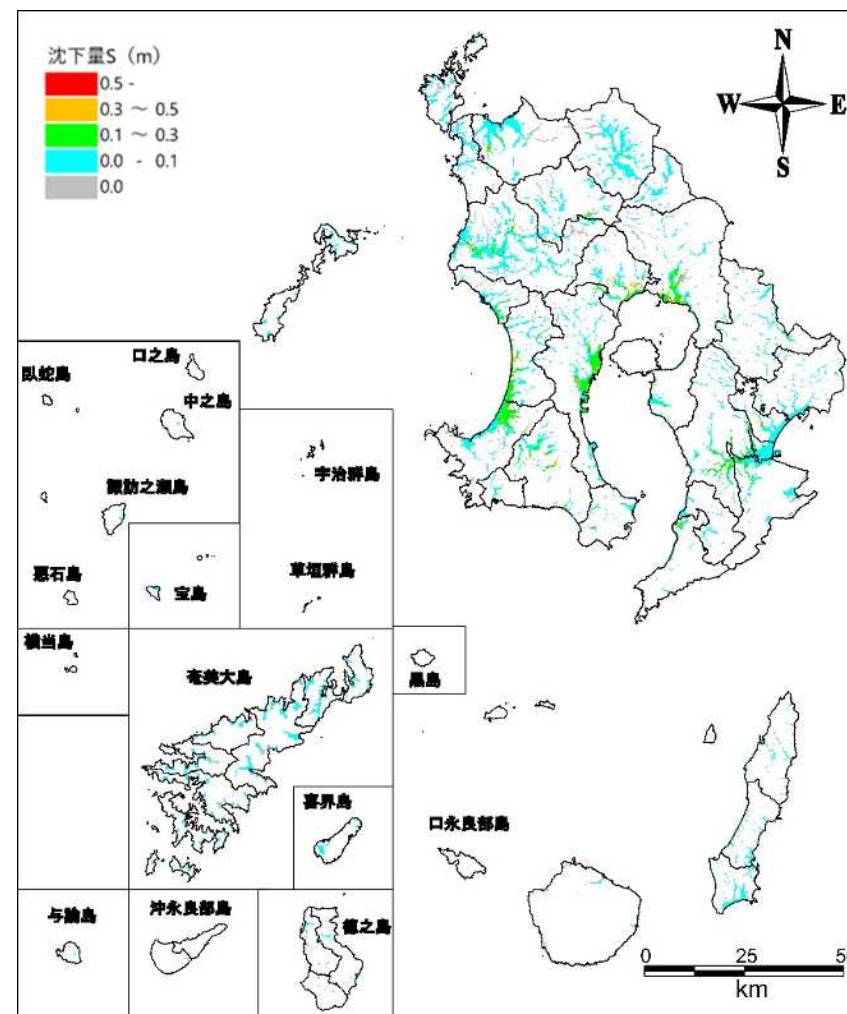 沈下量S（m）
0.5 -
0.3 ～ 0.5
0.1 ～ 0.3
0.0 - 0.1
0.0
N
W E
S
口之島
臥蛇島
中之島
宇治群島
諏訪之瀬島
悪石島
宝島
草垣群島
横当島
奄美大島
黒島
喜界島
口永良部島
与論島
沖永良部島
徳之島
0 25 50
km